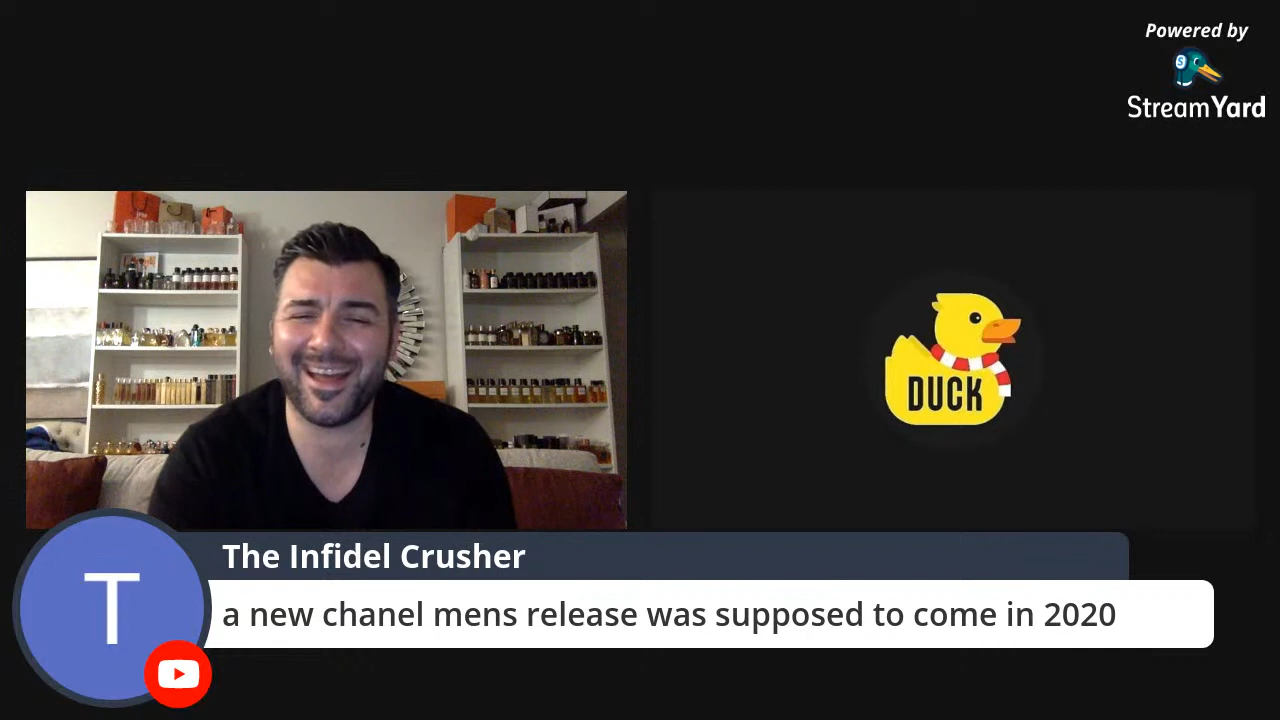 Powered by
StreamYard
DUCK
The Infidel Crusher
a new chanel mens release was supposed to come in 2020
T